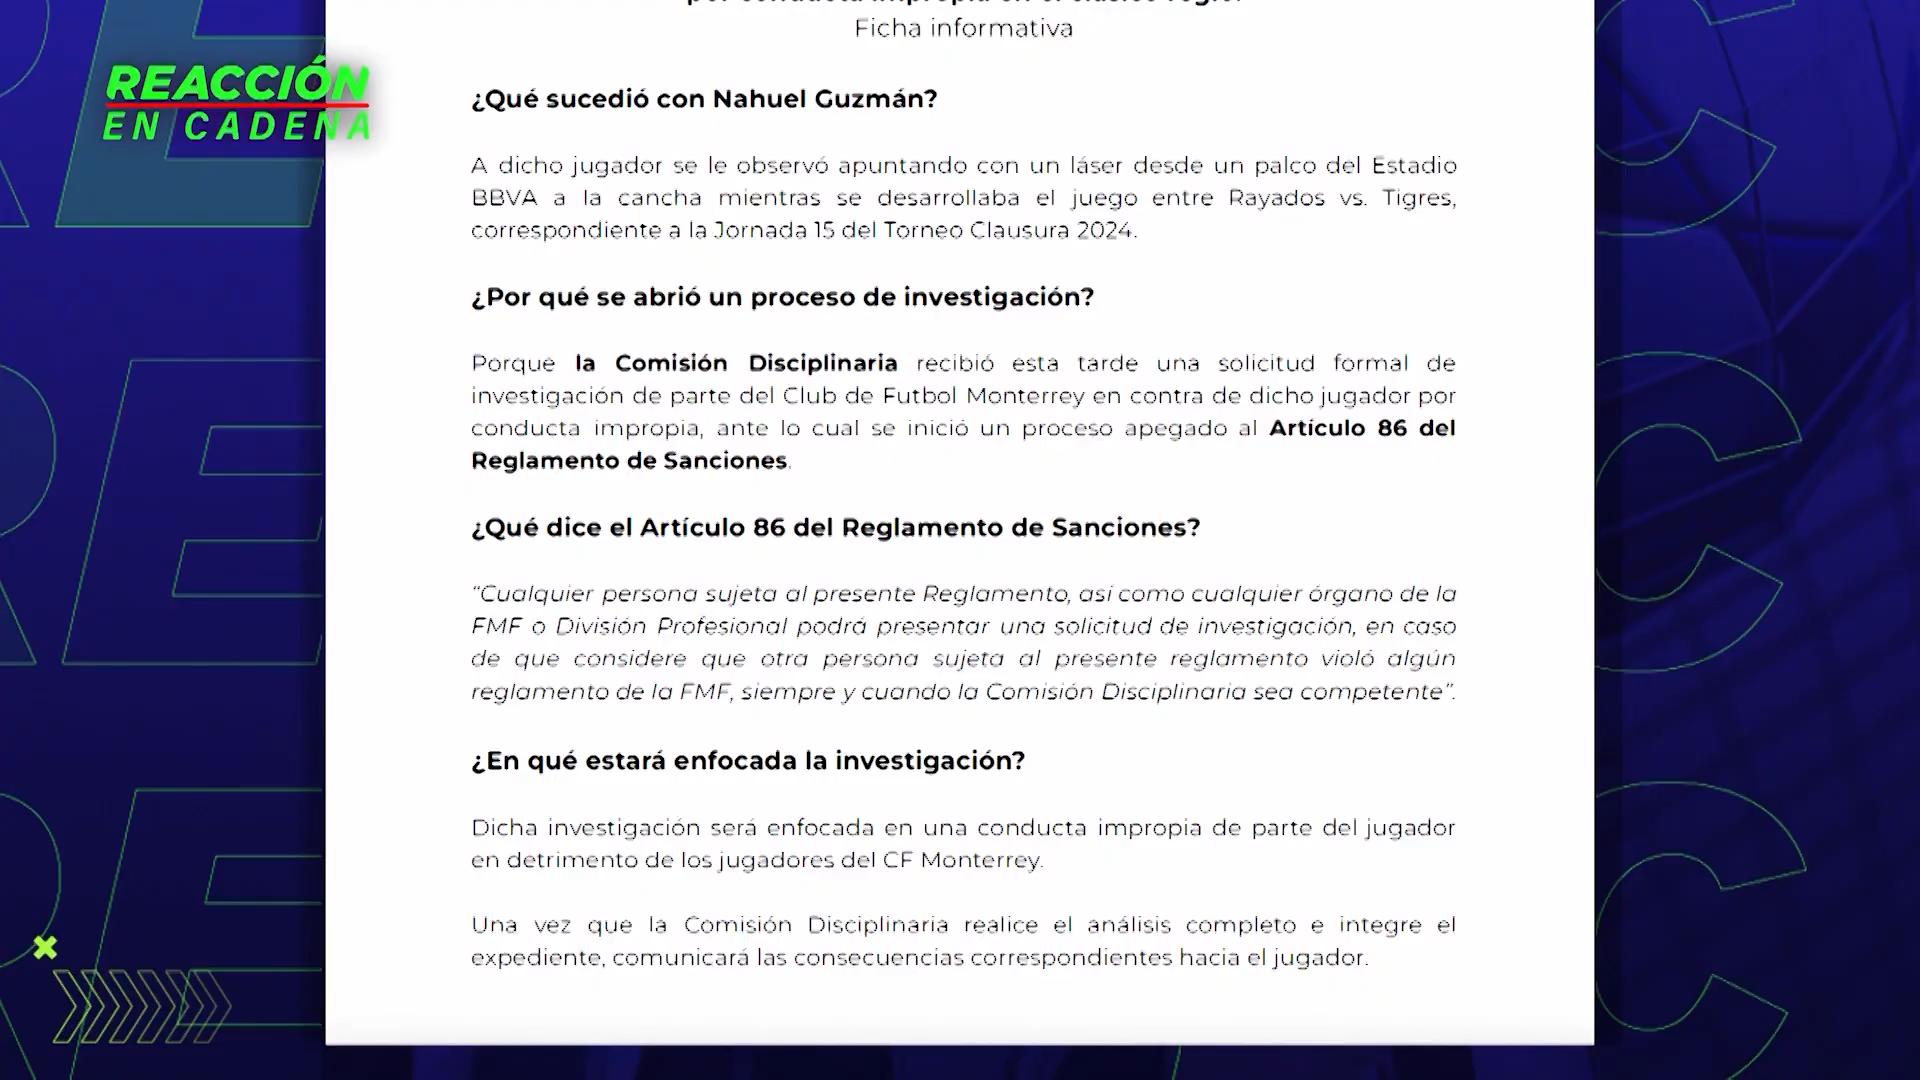 por conducta impropia en el clásico regio.
Ficha informativa
REACCIÓN
EN CADENA
¿Qué sucedió con Nahuel Guzmán?
A dicho jugador se le observó apuntando con un láser desde un palco del Estadio
BBVA a la cancha mientras se desarrollaba el juego entre Rayados vs. Tigres,
correspondiente a la Jornada 15 del Torneo Clausura 2024.
¿Por qué se abrió un proceso de investigación?
Porque la Comisión Disciplinaria recibió esta tarde una solicitud formal de
investigación de parte del Club de Futbol Monterrey en contra de dicho jugador por
conducta impropia, ante lo cual se inició un proceso apegado al Artículo 86 del
Reglamento de Sanciones.
¿Qué dice el Artículo 86 del Reglamento de Sanciones?
“Cualquier persona sujeta al presente Reglamento, así como cualquier órgano de la
FMF o División Profesional podrá presentar una solicitud de investigación, en caso
de que considere que otra persona sujeta al presente reglamento violó algún
reglamento de la FMF, siempre y cuando la Comisión Disciplinaria sea competente”.
¿En qué estará enfocada la investigación?
Dicha investigación será enfocada en una conducta impropia de parte del jugador
en detrimento de los jugadores del CF Monterrey.
Una vez que la Comisión Disciplinaria realice el análisis completo e integre el
expediente, comunicará las consecuencias correspondientes hacia el jugador.